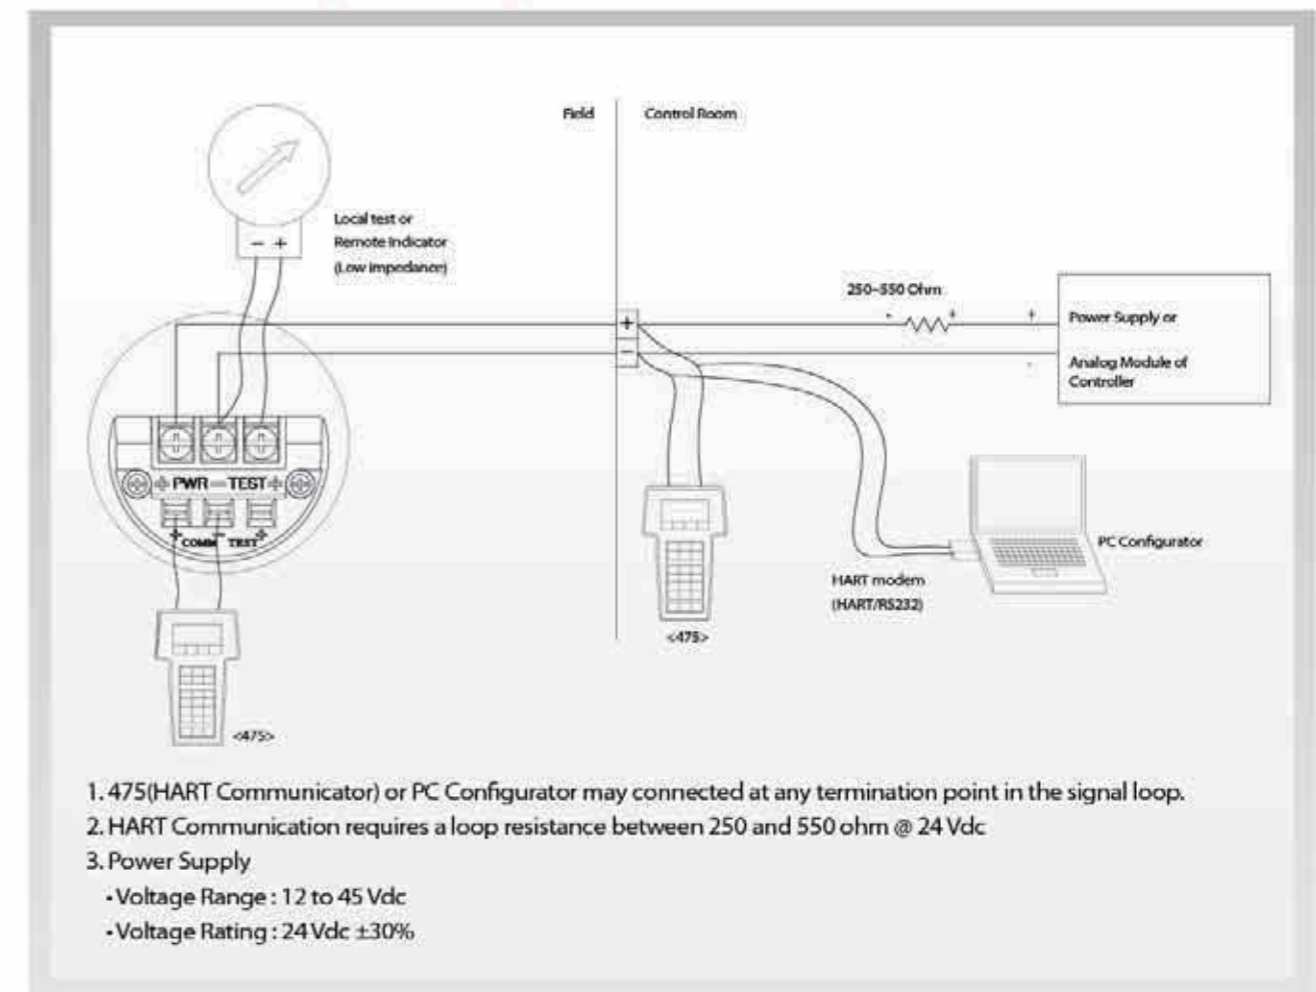 Field
Control Room
Local test or
Remote Indicator
(Low Impedance)
- +
250~550 Ohm
- +
+
+
-
-
Power Supply or
Analog Module of
Controller
+ PWR - TEST +
+ - +
COMM TEST
PC Configurator
HART modem
(HART/RS232)
<475>
<475>
1. 475(HART Communicator) or PC Configurator may connected at any termination point in the signal loop.
2. HART Communication requires a loop resistance between 250 and 550 ohm @ 24 Vdc
3. Power Supply
• Voltage Range : 12 to 45 Vdc
• Voltage Rating : 24 Vdc ±30%